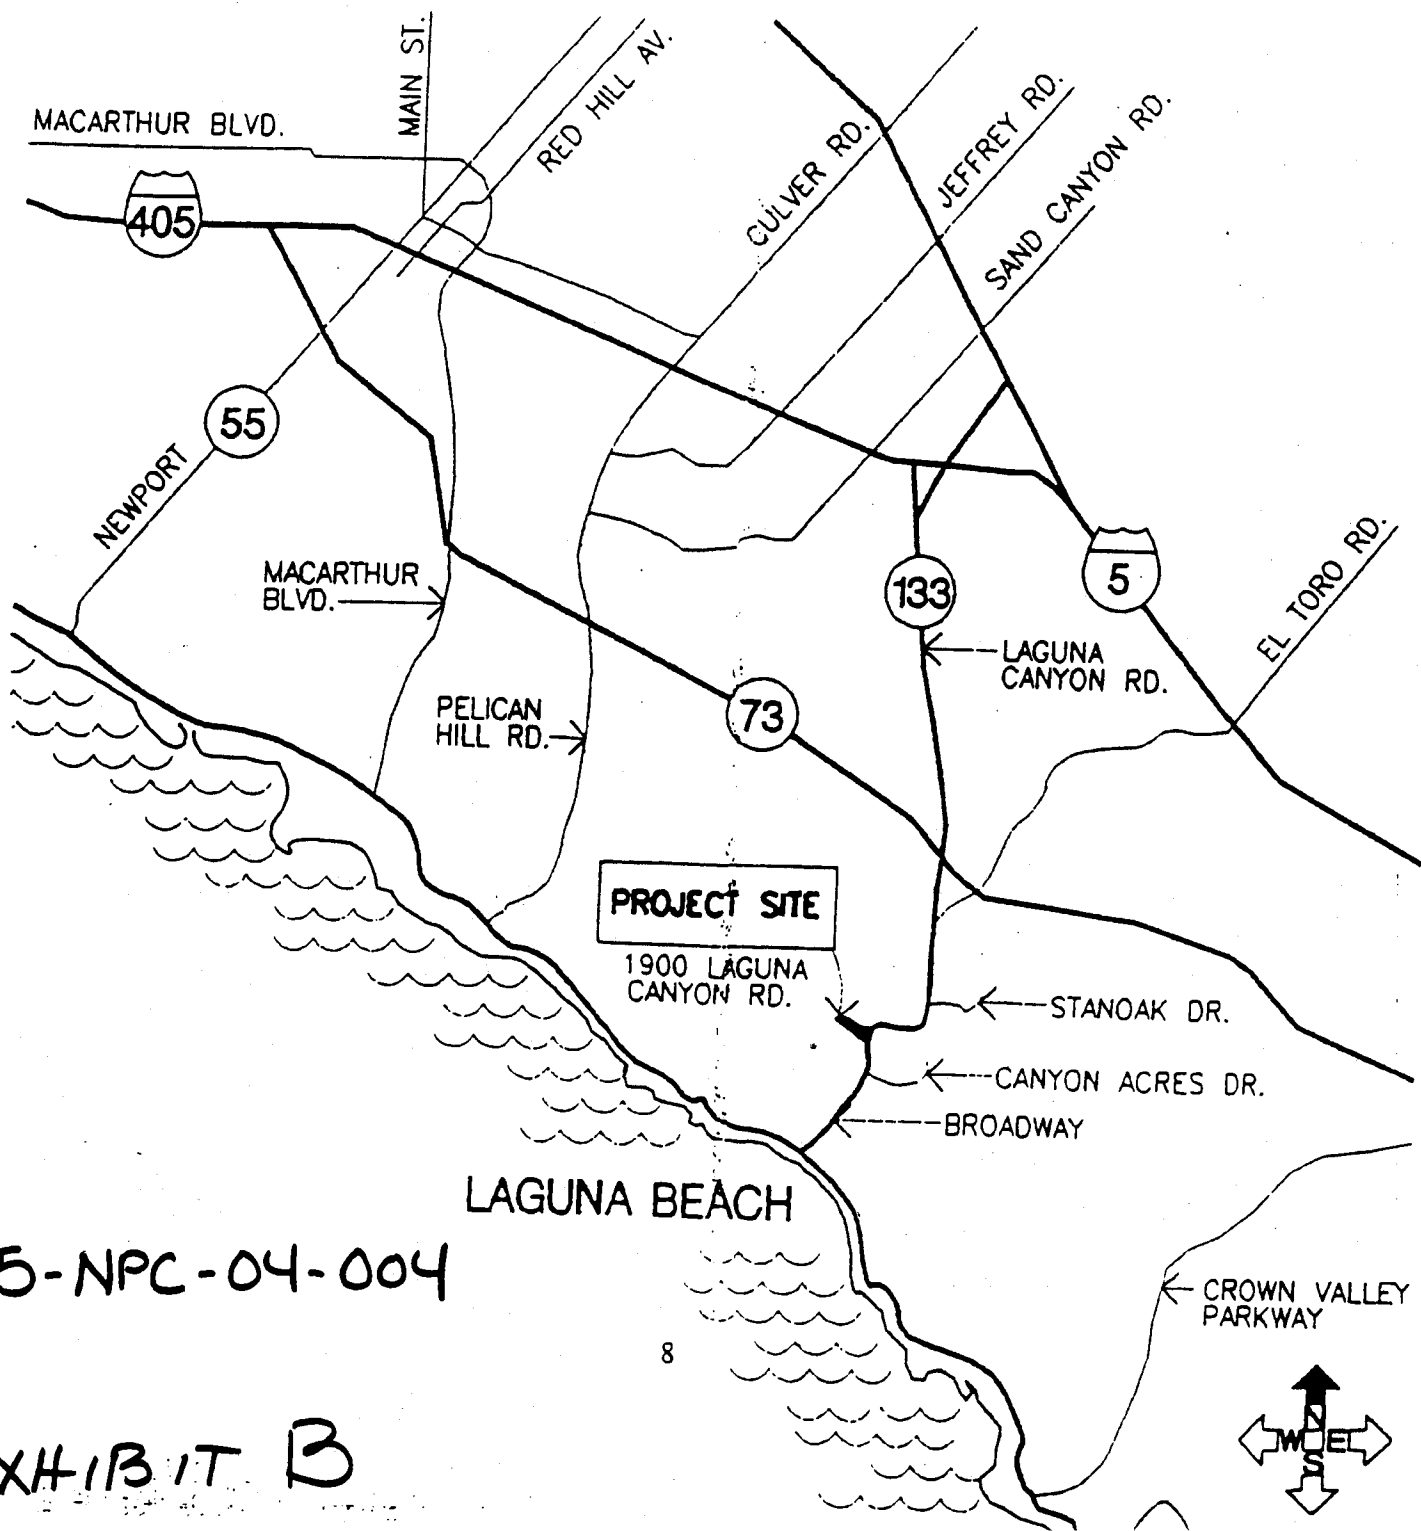 MAIN ST.
RED HILL AV.
MACARTHUR BLVD.
CULVER RD.
JEFFREY RD.
SAND CANYON RD.
405
55
NEWPORT
MACARTHUR
BLVD.
133
5
EL TORO RD.
LAGUNA
CANYON RD.
PELICAN
HILL RD.
73
PROJECT SITE
1900 LAGUNA
CANYON RD.
STANOAK DR.
CANYON ACRES DR.
BROADWAY
LAGUNA BEACH
5-NPC-04-004
CROWN VALLEY
PARKWAY
8
XHIBIT B
N
W E
S